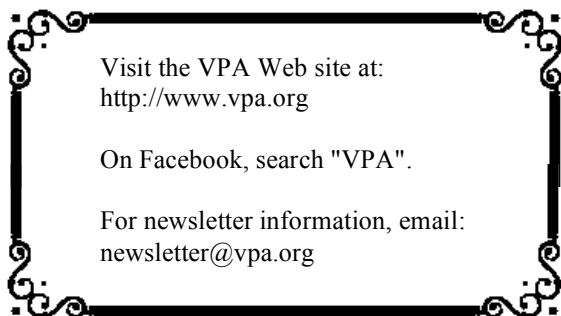 Visit the VPA Web site at:
http://www.vpa.org
On Facebook, search "VPA".
For newsletter information, email:
newsletter@vpa.org